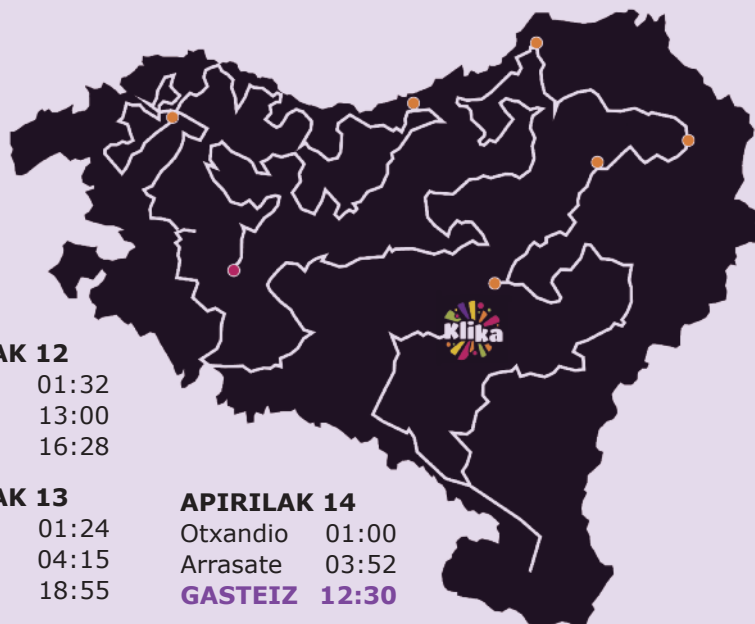 Klika
AK 12
01:32
13:00
16:28
AK 13
01:24
04:15
18:55
APIRILAK 14
Otxandio 01:00
Arrasate 03:52
GASTEIZ 12:30